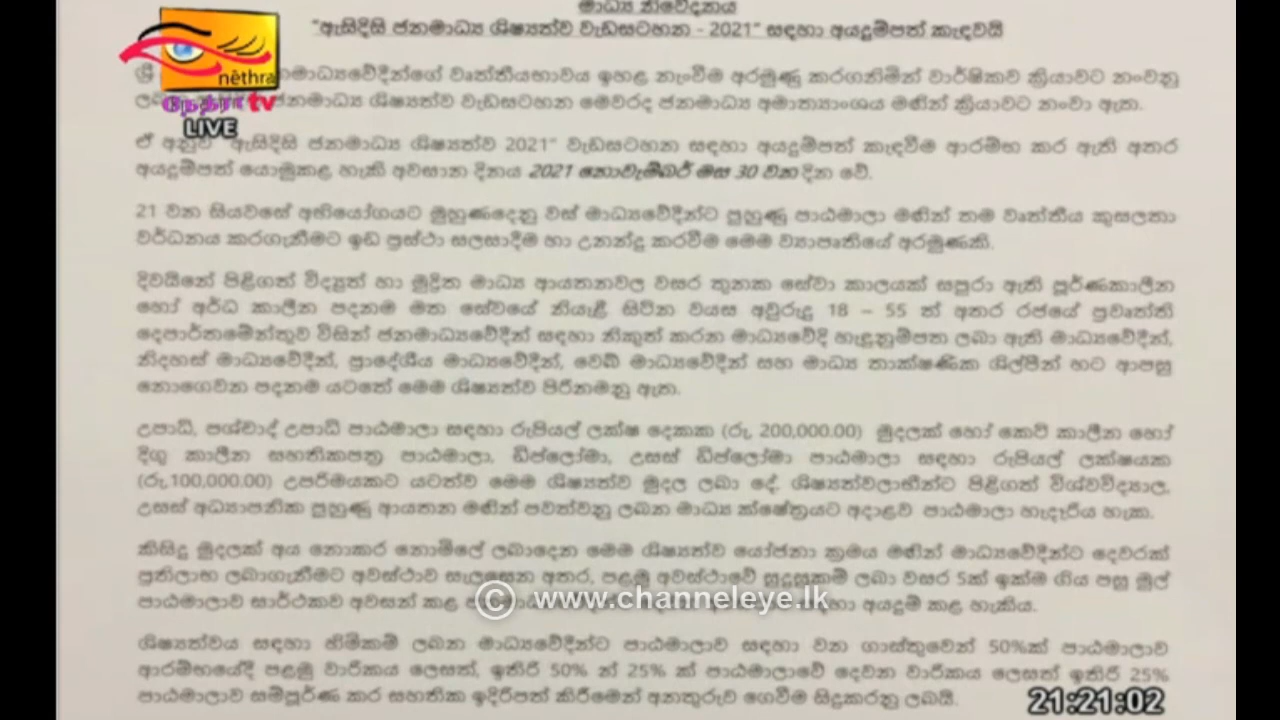 මාධ්‍ය නිවේදනය
“ඇසිදිසි ජනමාධ්‍ය ශිෂ්‍යත්ව වැඩසටහන - 2021” සඳහා අයදුම්පත් කැඳවයි
ශ්‍රී ජනමාධ්‍යවේදීන්ගේ වෘත්තීයභාවය ඉහළ නැංවීම අරමුණු කරගනිමින් වාර්ෂිකව ක්‍රියාවට නංවනු
ජනමාධ්‍ය ශිෂ්‍යත්ව වැඩසටහන මෙවරද ජනමාධ්‍ය අමාත්‍යාංශය මඟින් ක්‍රියාවට නංවා ඇත.
nēthra
நேத்ரா tv
LIVE
ඒ අනුව “ඇසිදිසි ජනමාධ්‍ය ශිෂ්‍යත්ව 2021” වැඩසටහන සඳහා අයදුම්පත් කැඳවීම ආරම්භ කර ඇති අතර
අයදුම්පත් යොමුකළ හැකි අවසාන දිනය 2021 නොවැම්බර් මස 30 වන දින වේ.
21 වන සියවසේ අභියෝගයට මුහුණදෙනු වස් මාධ්‍යවේදීන්ට පුහුණු පාඨමාලා මඟින් තම වෘත්තීය කුසලතා
වර්ධනය කරගැනීමට ඉඩ ප්‍රස්ථා සලසාදීම හා උනන්දු කරවීම මෙම ව්‍යාපෘතියේ අරමුණකි.
දිවයිනේ පිළිගත් විද්‍යුත් හා මුද්‍රිත මාධ්‍ය ආයතනවල වසර තුනක සේවා කාලයක් සපුරා ඇති පූර්ණකාලීන
හෝ අර්ධ කාලීන පදනම මත සේවයේ නියැළී සිටින වයස අවුරුදු 18 – 55 ත් අතර රජයේ ප්‍රවෘත්ති
දෙපාර්තමේන්තුව විසින් ජනමාධ්‍යවේදීන් සඳහා නිකුත් කරන මාධ්‍යවේදී හැඳුනුම්පත ලබා ඇති මාධ්‍යවේදීන්,
නිදහස් මාධ්‍යවේදීන්, ප්‍රාදේශීය මාධ්‍යවේදීන්, වෙබ් මාධ්‍යවේදීන් සහ මාධ්‍ය තාක්ෂණික ශිල්පීන් හට ආපසු
නොගෙවන පදනම යටතේ මෙම ශිෂ්‍යත්ව පිරිනමනු ඇත.
උපාධි, පශ්චාද් උපාධි පාඨමාලා සඳහා රුපියල් ලක්ෂ දෙකක (රු. 200,000.00) මුදලක් හෝ කෙටි කාලීන හෝ
දිගු කාලීන සහතිකපත්‍ර පාඨමාලා, ඩිප්ලෝමා, උසස් ඩිප්ලෝමා පාඨමාලා සඳහා රුපියල් ලක්ෂයක
(රු.100,000.00) උපරිමයකට යටත්ව මෙම ශිෂ්‍යත්ව මුදල ලබා දේ. ශිෂ්‍යත්වලාභීන්ට පිළිගත් විශ්වවිද්‍යාල,
උසස් අධ්‍යාපනික පුහුණු ආයතන මඟින් පවත්වනු ලබන මාධ්‍ය ක්ෂේත්‍රයට අදාළව පාඨමාලා හැදෑරිය හැක.
කිසිදු මුදලක් අය නොකර නොමිලේ ලබාදෙන මෙම ශිෂ්‍යත්ව යෝජනා ක්‍රමය මඟින් මාධ්‍යවේදීන්ට දෙවරක්
ප්‍රතිලාභ ලබාගැනීමට අවස්ථාව සැලසෙන අතර, පළමු අවස්ථාවේ සුදුසුකම් ලබා වසර 5ක් ඉක්ම ගිය පසු මුල්
පාඨමාලාව සාර්ථකව අවසන් කළ සඳහා අයදුම් කළ හැකිය.
© www.channeleye.lk
ශිෂ්‍යත්වය සඳහා හිමිකම් ලබන මාධ්‍යවේදීන්ට පාඨමාලාව සඳහා වන ගාස්තුවෙන් 50%ක් පාඨමාලාව
ආරම්භයේදී පළමු වාරිකය ලෙසත්, ඉතිරි 50% න් 25% ක් පාඨමාලාවේ දෙවන වාරිකය ලෙසත් ඉතිරි 25%
පාඨමාලාව සම්පූර්ණ කර සහතික ඉදිරිපත් කිරීමෙන් අනතුරුව ගෙවීම සිදුකරනු ලබයි.
21:21:02